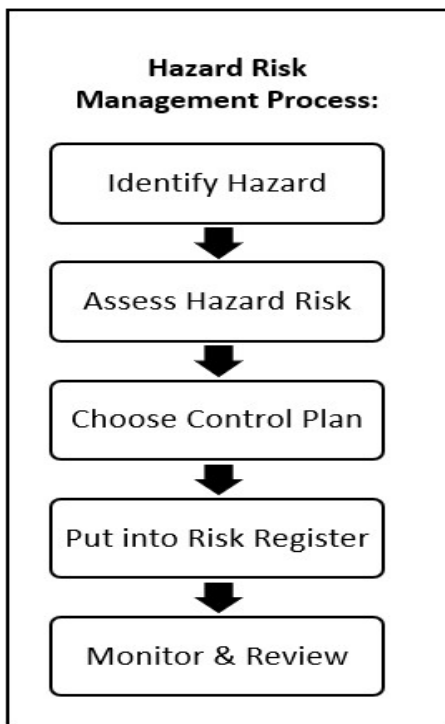 Hazard Risk
Management Process:
Identify Hazard
Assess Hazard Risk
Choose Control Plan
Put into Risk Register
Monitor & Review